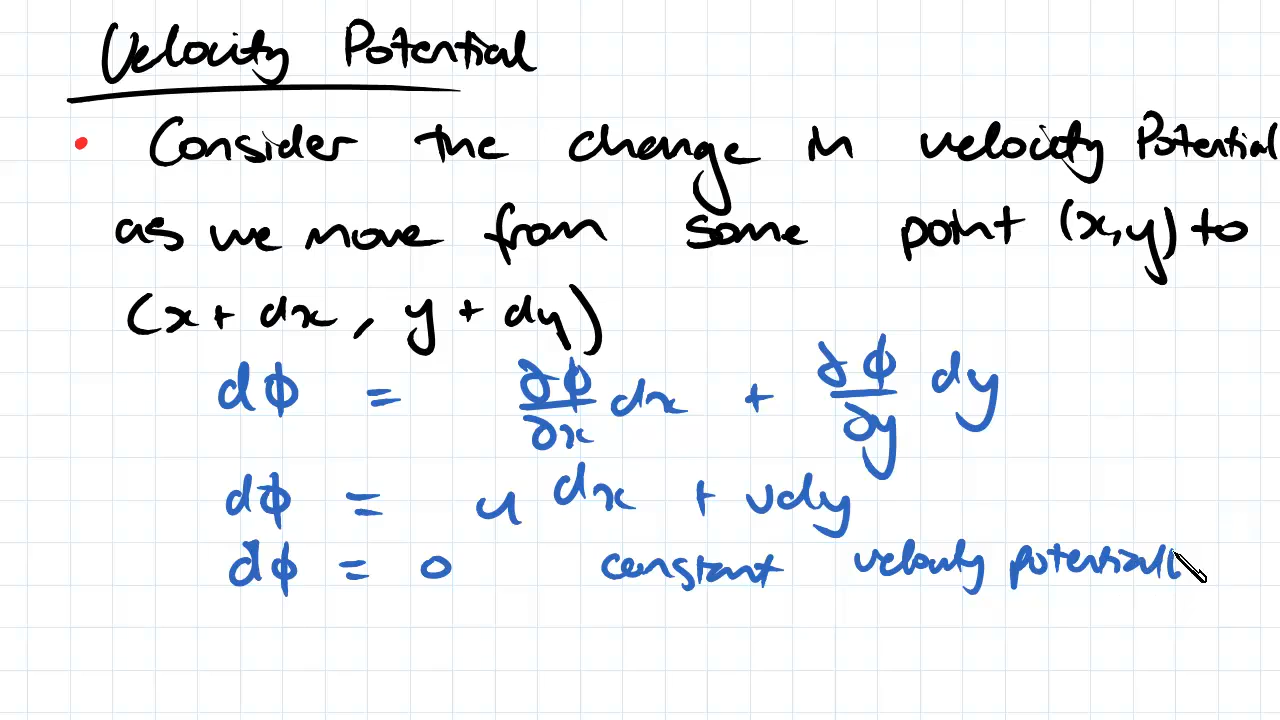 Velocity Potential
• Consider the change in velocity Potential
as we move from some point (x,y) to
(x + dx, y + dy)
dϕ = ∂ϕ/∂x dx + ∂ϕ/∂y dy
dϕ = u dx + vdy
dϕ = 0 constant velocity potential